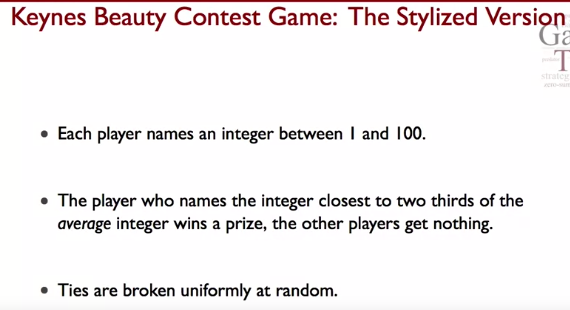 Keynes Beauty Contest Game: The Stylized Version
Ga
T
strateg
• Each player names an integer between 1 and 100.
• The player who names the integer closest to two thirds of the
average integer wins a prize, the other players get nothing.
• Ties are broken uniformly at random.